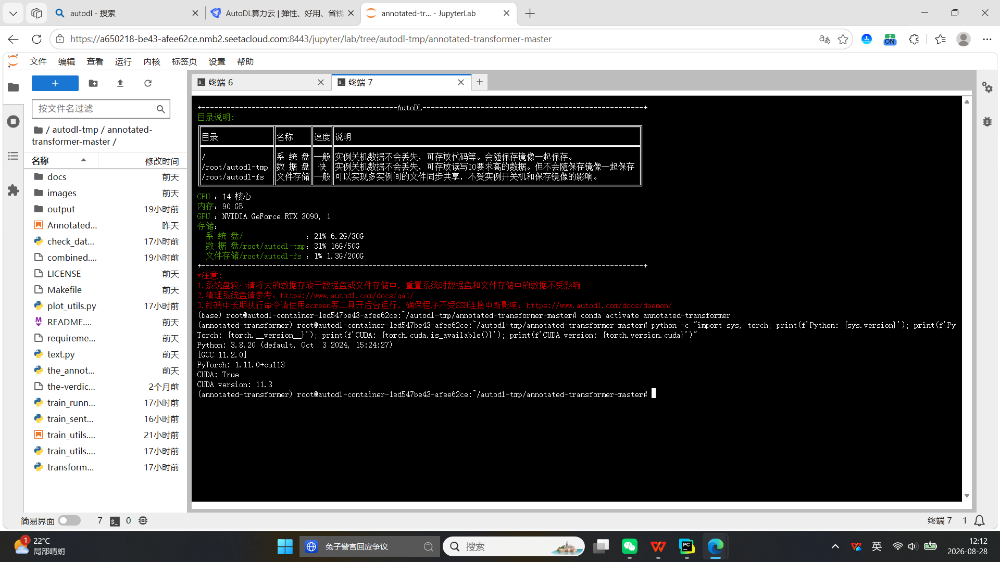 autodl - 搜索
AutoDL算力云 | 弹性、好用、省钱
annotated-tr... - JupyterLab
https://a650218-be43-afee62ce.nmb2.seetacloud.com:8443/jupyter/lab/tree/autodl-tmp/annotated-transformer-master
ON
文件 编辑 查看 运行 内核 标签页 设置 帮助
终端 6
终端 7
按文件名过滤
/ autodl-tmp / annotated-
transformer-master /
名称 修改时间
docs 前天
images 前天
output 19小时前
Annotated... 昨天
check_dat... 17小时前
combined.... 19小时前
LICENSE 前天
Makefile 前天
plot_utils.py 17小时前
README.... 前天
requireme... 前天
text.py 前天
the_annot... 前天
the-verdic... 2个月前
train_runn... 17小时前
train_sent... 16小时前
train_utils.... 21小时前
train_utils.... 17小时前
transform... 17小时前
+-----------------------------------------------AutoDL-----------------------------------------------------+
目录说明:
目录 名称 速度 说明
/ 系 统 盘 一般 实例关机数据不会丢失，可存放代码等。会随保存镜像一起保存。
/root/autodl-tmp 数 据 盘 快 实例关机数据不会丢失，可存放读写IO要求高的数据。但不会随保存镜像一起保存
/root/autodl-fs 文件存储 一般 可以实现多实例间的文件同步共享，不受实例开关机和保存镜像的影响。
CPU ：14 核心
内存：90 GB
GPU ：NVIDIA GeForce RTX 3090, 1
存储：
系 统 盘/ ：21% 6.2G/30G
数 据 盘/root/autodl-tmp：31% 16G/50G
文件存储/root/autodl-fs ：1% 1.3G/200G
+----------------------------------------------------------------------------------------------------------+
*注意:
1.系统盘较小请将大的数据存放于数据盘或文件存储中，重置系统时数据盘和文件存储中的数据不受影响
2.清理系统盘请参考：https://www.autodl.com/docs/qa1/
3.终端中长期执行命令请使用screen等工具开后台运行，确保程序不受SSH连接中断影响：https://www.autodl.com/docs/daemon/
(base) root@autodl-container-1ed547be43-afee62ce:~/autodl-tmp/annotated-transformer-master# conda activate annotated-transformer
(annotated-transformer) root@autodl-container-1ed547be43-afee62ce:~/autodl-tmp/annotated-transformer-master# python -c "import sys, torch; print(f'Python: {sys.version}'); print(f'Py
Torch: {torch.__version__}'); print(f'CUDA: {torch.cuda.is_available()}'); print(f'CUDA version: {torch.version.cuda}')"
Python: 3.8.20 (default, Oct  3 2024, 15:24:27)
[GCC 11.2.0]
PyTorch: 1.11.0+cu113
CUDA: True
CUDA version: 11.3
(annotated-transformer) root@autodl-container-1ed547be43-afee62ce:~/autodl-tmp/annotated-transformer-master#
简易界面 7 0 终端 7 1
1 22°C
局部晴朗
兔子警官回应争议
搜索
PC
英
12:12
2026-08-28